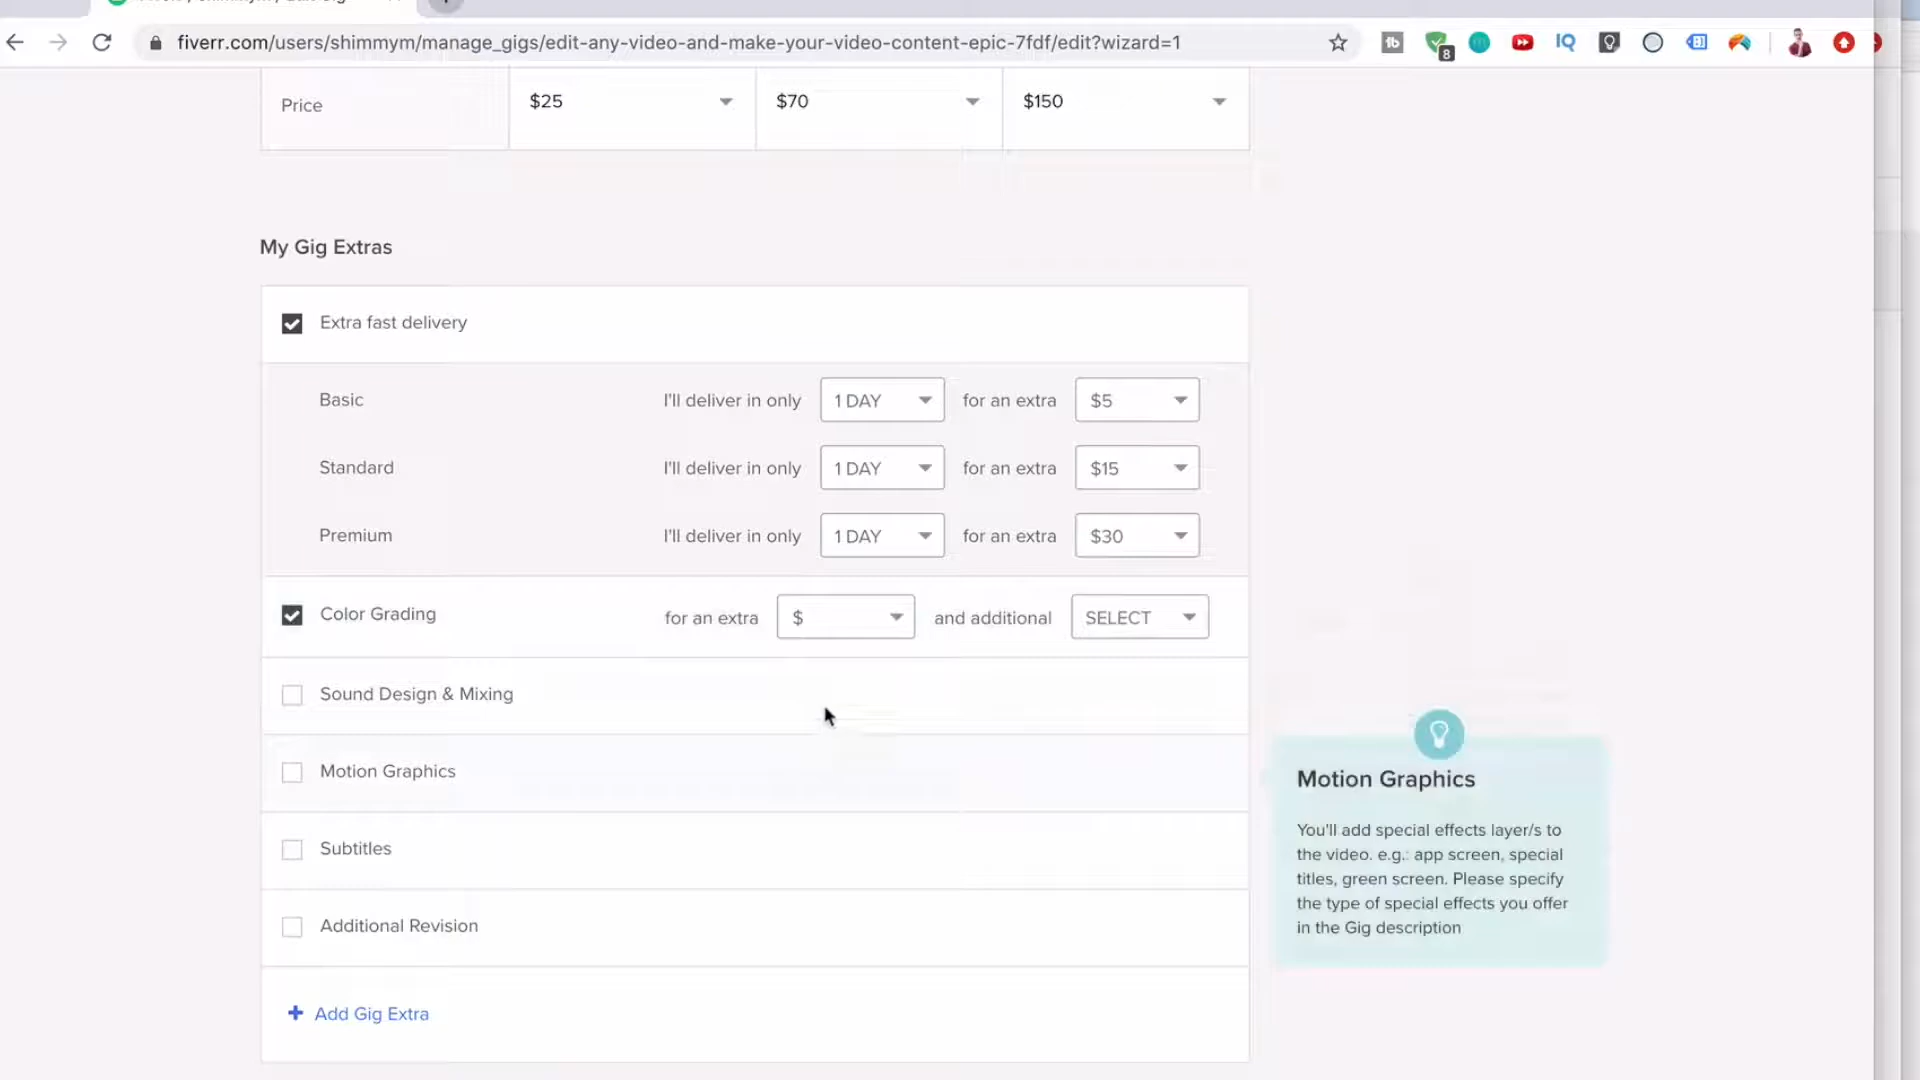 fiverr.com/users/shimmym/manage_gigs/edit-any-video-and-make-your-video-content-epic-7fdf/edit?wizard=1
tb
8
IQ
Price
$25
$70
$150
My Gig Extras
Extra fast delivery
Basic I'll deliver in only 1 DAY for an extra $5
Standard I'll deliver in only 1 DAY for an extra $15
Premium I'll deliver in only 1 DAY for an extra $30
Color Grading for an extra $ and additional SELECT
Sound Design & Mixing
Motion Graphics
Subtitles
Additional Revision
+ Add Gig Extra
Motion Graphics
You'll add special effects layer/s to
the video. e.g.: app screen, special
titles, green screen. Please specify
the type of special effects you offer
in the Gig description